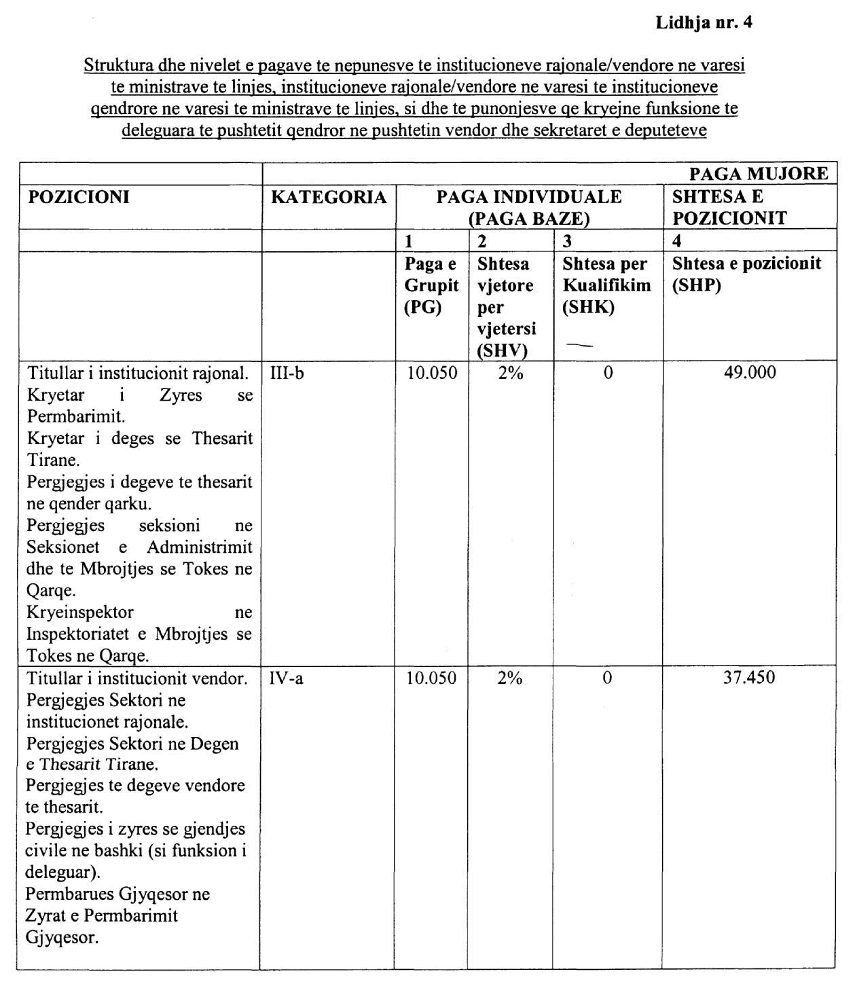 Lidhja nr. 4
Struktura dhe nivelet e pagave te nepunesve te institucioneve rajonale/vendore ne varesi
te ministrave te linjes, institucioneve rajonale/vendore ne varesi te institucioneve
qendrore ne varesi te ministrave te linjes, si dhe te punonjesve qe kryejne funksione te
deleguara te pushtetit qendror ne pushtetin vendor dhe sekretaret e deputeteve
PAGA MUJORE
POZICIONI KATEGORIA PAGA INDIVIDUALE SHTESA E
(PAGA BAZE) POZICIONIT
1 2 3 4
Paga e Shtesa Shtesa per Shtesa e pozicionit
Grupit vjetore Kualifikim (SHP)
(PG) per (SHK)
vjetersi
(SHV)
Titullar i institucionit rajonal. III-b 10.050 2% 0 49.000
Kryetar i Zyres se
Permbarimit.
Kryetar i deges se Thesarit
Tirane.
Pergjegjes i degeve te thesarit
ne qender qarku.
Pergjegjes seksioni ne
Seksionet e Administrimit
dhe te Mbrojtjes se Tokes ne
Qarqe.
Kryeinspektor ne
Inspektoriatet e Mbrojtjes se
Tokes ne Qarqe.
Titullar i institucionit vendor. IV-a 10.050 2% 0 37.450
Pergjegjes Sektori ne
institucionet rajonale.
Pergjegjes Sektori ne Degen
e Thesarit Tirane.
Pergjegjes te degeve vendore
te thesarit.
Pergjegjes i zyres se gjendjes
civile ne bashki (si funksion i
deleguar).
Permbarues Gjyqesor ne
Zyrat e Permbarimit
Gjyqesor.